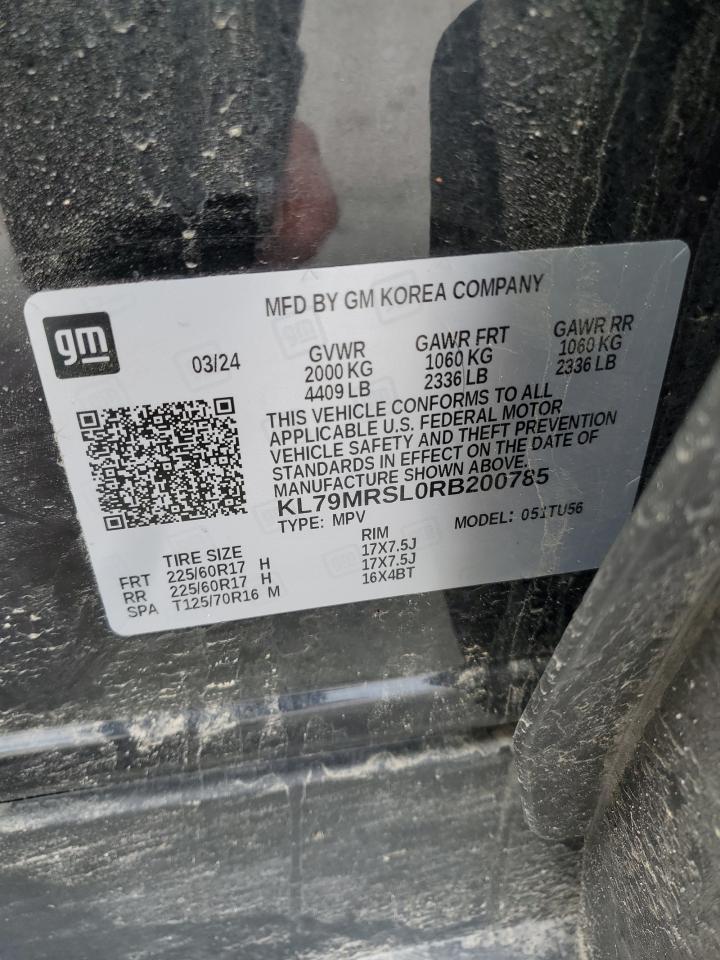 MFD BY GM KOREA COMPANY
gm
03/24
GVWR
2000 KG
4409 LB
GAWR FRT
1060 KG
2336 LB
GAWR RR
1060 KG
2336 LB
THIS VEHICLE CONFORMS TO ALL
APPLICABLE U.S. FEDERAL MOTOR
VEHICLE SAFETY AND THEFT PREVENTION
STANDARDS IN EFFECT ON THE DATE OF
MANUFACTURE SHOWN ABOVE.
KL79MRSL0RB200785
TYPE: MPV
MODEL: 051TU56
TIRE SIZE
RIM
FRT 225/60R17 H 17X7.5J
RR 225/60R17 H 17X7.5J
SPA T125/70R16 M 16X4BT